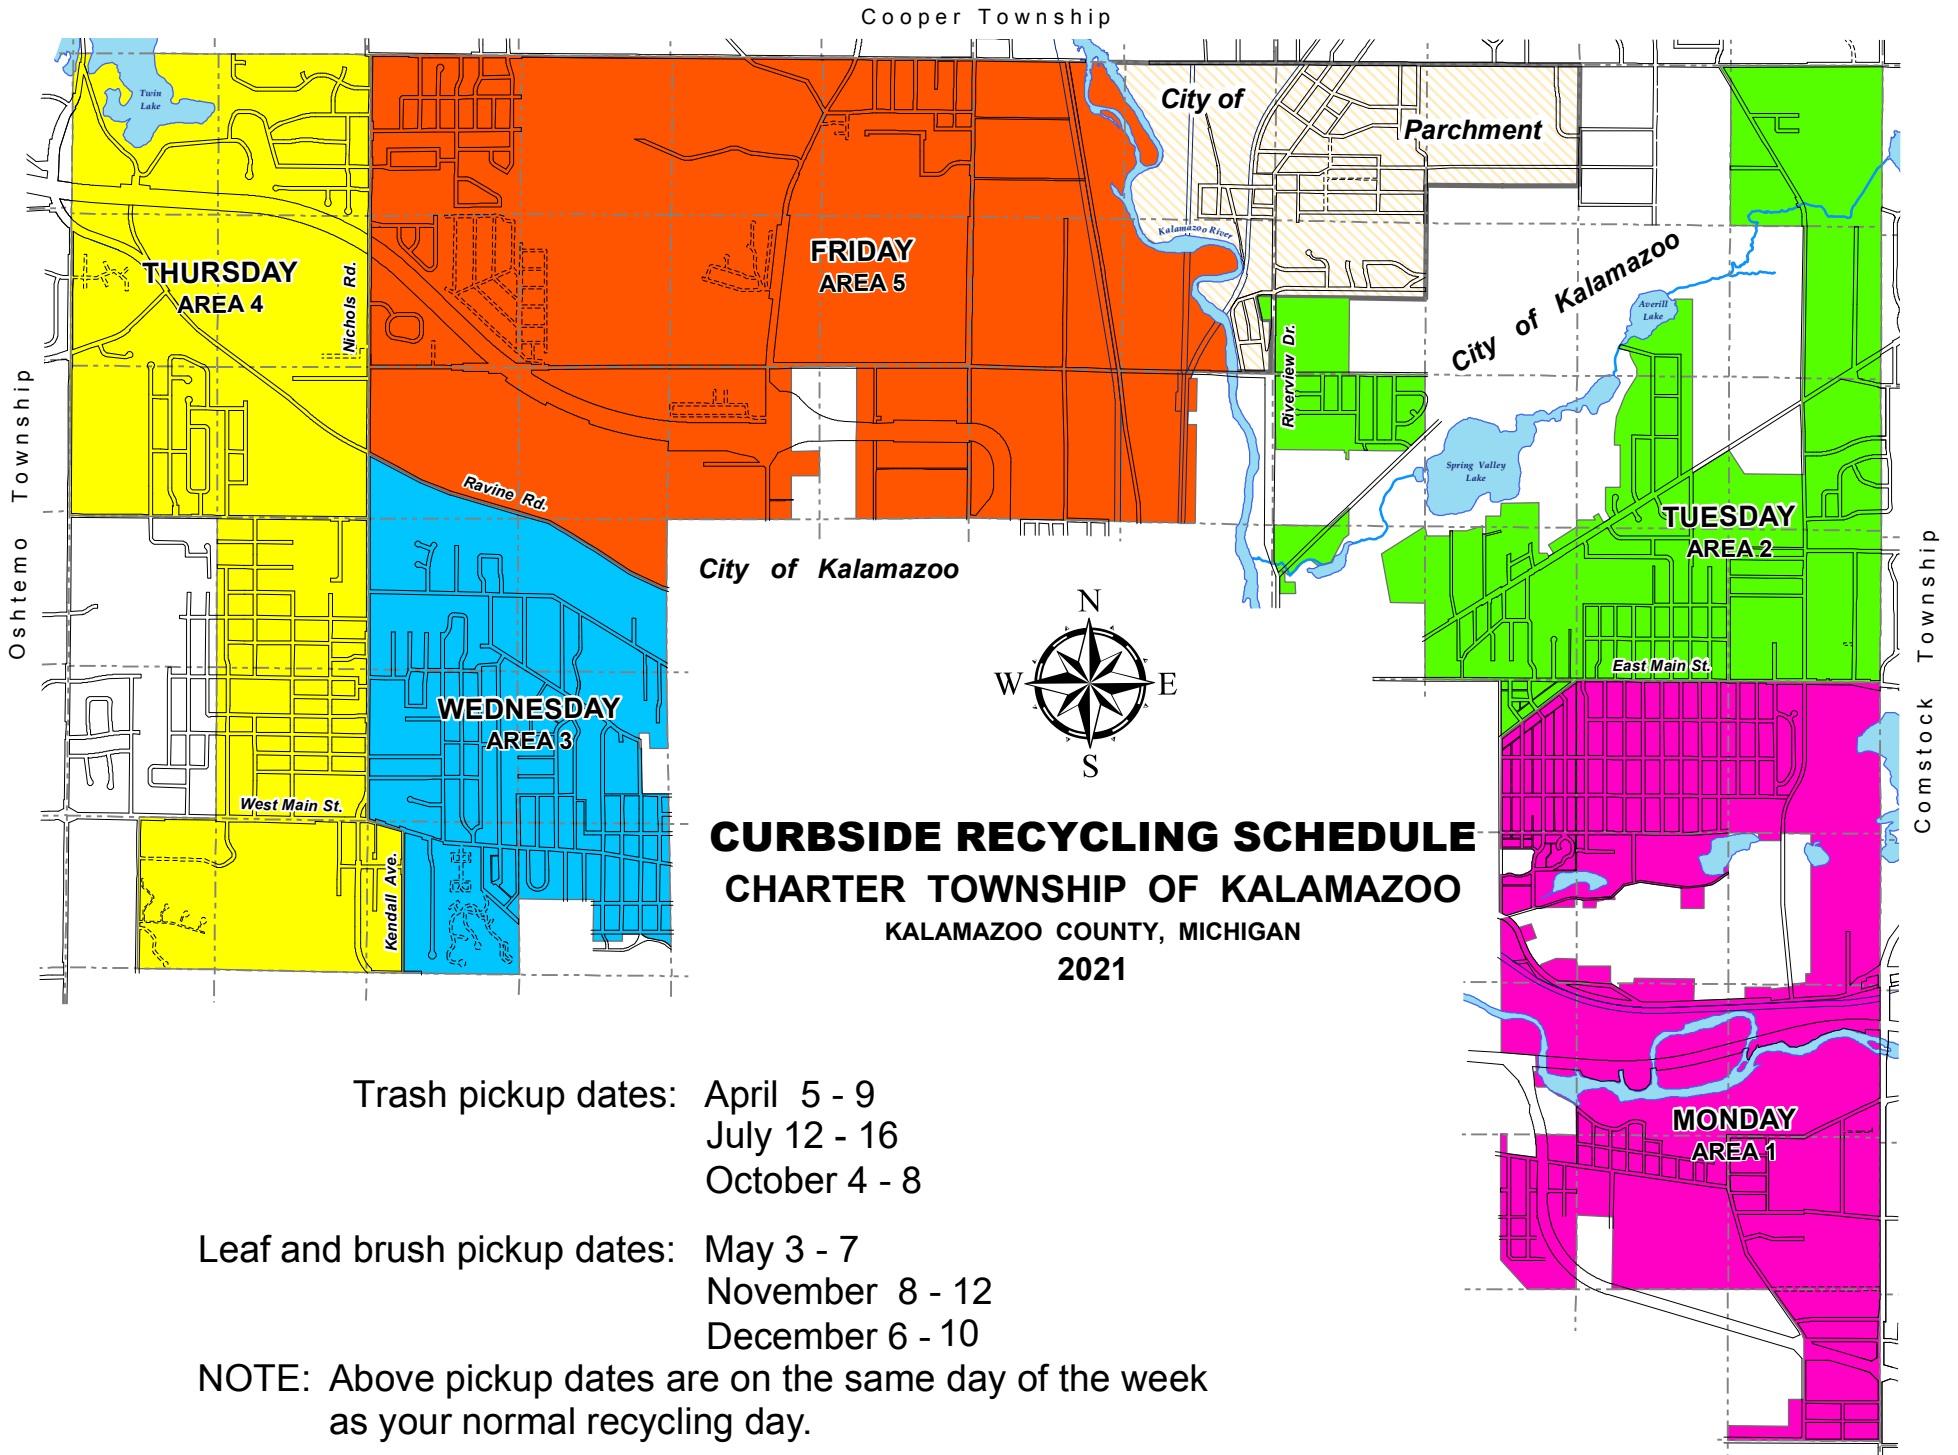 Cooper Township
Twin
Lake
City of
Parchment
Kalamazoo River
THURSDAY
AREA 4
Nichols Rd.
FRIDAY
AREA 5
City of Kalamazoo
Averill
Lake
Riverview Dr.
Oshtemo Township
Ravine Rd.
Spring Valley
Lake
TUESDAY
AREA 2
City of Kalamazoo
Comstock Township
N
W
E
S
East Main St.
WEDNESDAY
AREA 3
West Main St.
Kendall Ave.
CURBSIDE RECYCLING SCHEDULE
CHARTER TOWNSHIP OF KALAMAZOO
KALAMAZOO COUNTY, MICHIGAN
2021
MONDAY
AREA 1
Trash pickup dates: April 5 - 9
July 12 - 16
October 4 - 8
Leaf and brush pickup dates: May 3 - 7
November 8 - 12
December 6 - 10
NOTE: Above pickup dates are on the same day of the week
as your normal recycling day.